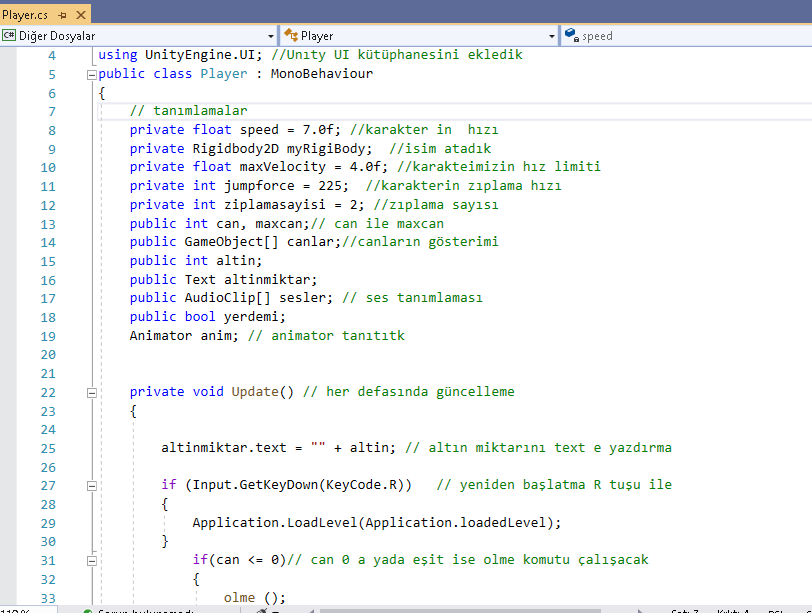 Player.cs
Diğer Dosyalar
Player
speed
4 using UnityEngine.UI; //Unıty UI kütüphanesini ekledik
5 public class Player : MonoBehaviour
6 {
7 // tanımlamalar
8 private float speed = 7.0f; //karakter in  hızı
9 private Rigidbody2D myRigiBody;  //isim atadık
10 private float maxVelocity = 4.0f; //karakteimizin hız limiti
11 private int jumpforce = 225;  //karakterin zıplama hızı
12 private int ziplamasayisi = 2; //zıplama sayısı
13 public int can, maxcan;// can ile maxcan
14 public GameObject[] canlar;//canların gösterimi
15 public int altin;
16 public Text altinmiktar;
17 public AudioClip[] sesler; // ses tanımlaması
18 public bool yerdemi;
19 Animator anim; // animator tanıtıtk
20
21
22 private void Update() // her defasında güncelleme
23 {
24
25 altinmiktar.text = "" + altin; // altın miktarını text e yazdırma
26
27 if (Input.GetKeyDown(KeyCode.R))   // yeniden başlatma R tuşu ile
28 {
29 Application.LoadLevel(Application.loadedLevel);
30 }
31 if(can <= 0)// can 0 a yada eşit ise olme komutu çalışacak
32 {
33 olme ();